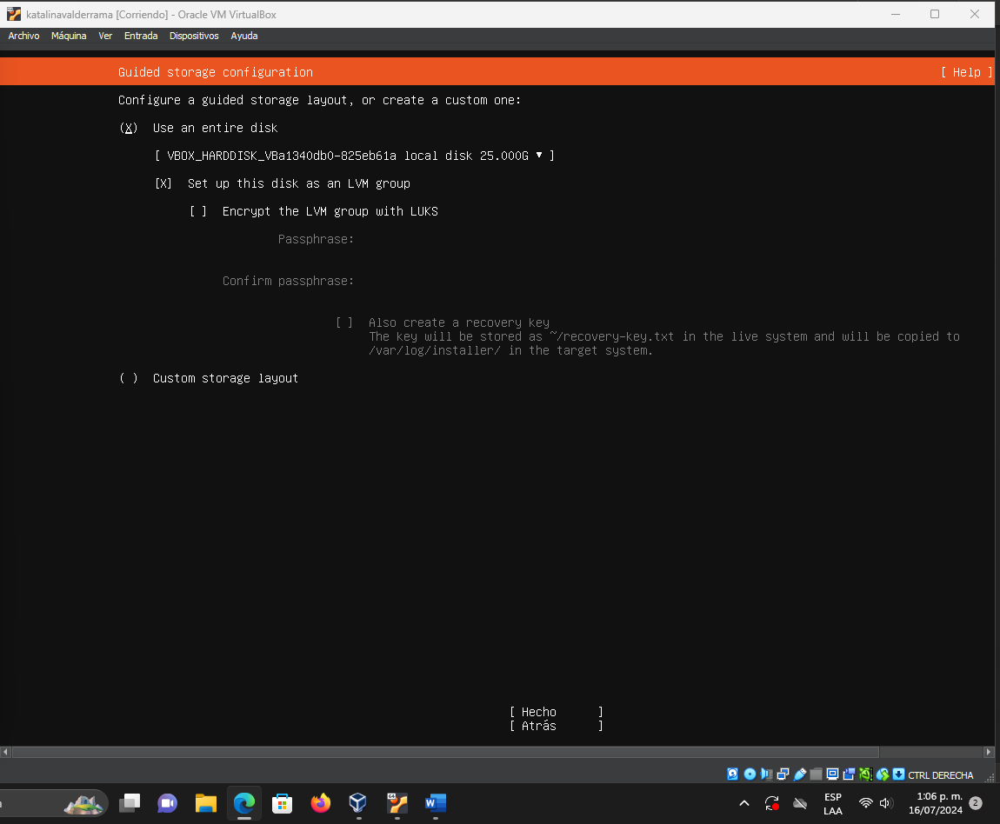 katalinavalderrama [Corriendo] - Oracle VM VirtualBox
Archivo Máquina Ver Entrada Dispositivos Ayuda
Guided storage configuration [ Help ]
Configure a guided storage layout, or create a custom one:
(X) Use an entire disk
[ VBOX_HARDDISK_VBa1340db0-825eb61a local disk 25.000G ▾ ]
[X] Set up this disk as an LVM group
[ ] Encrypt the LVM group with LUKS
Passphrase:
Confirm passphrase:
[ ] Also create a recovery key
The key will be stored as ~/recovery-key.txt in the live system and will be copied to
/var/log/installer/ in the target system.
( ) Custom storage layout
[ Hecho ]
[ Atrás ]
CTRL DERECHA
ESP
LAA
1:06 p. m.
16/07/2024
2